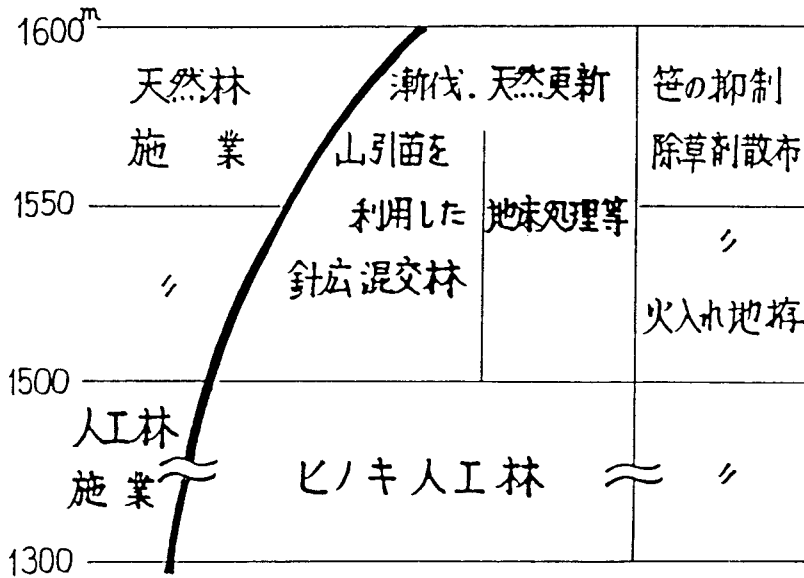 1600m
天然林
施業
漸伐.天然更新
山引苗を
利用した
針広混交林
地床処理等
笹の抑制
除草剤散布
1550
〃
〃
火入れ地拵
1500
人工林
施業
ヒノキ人工林
〃
1300